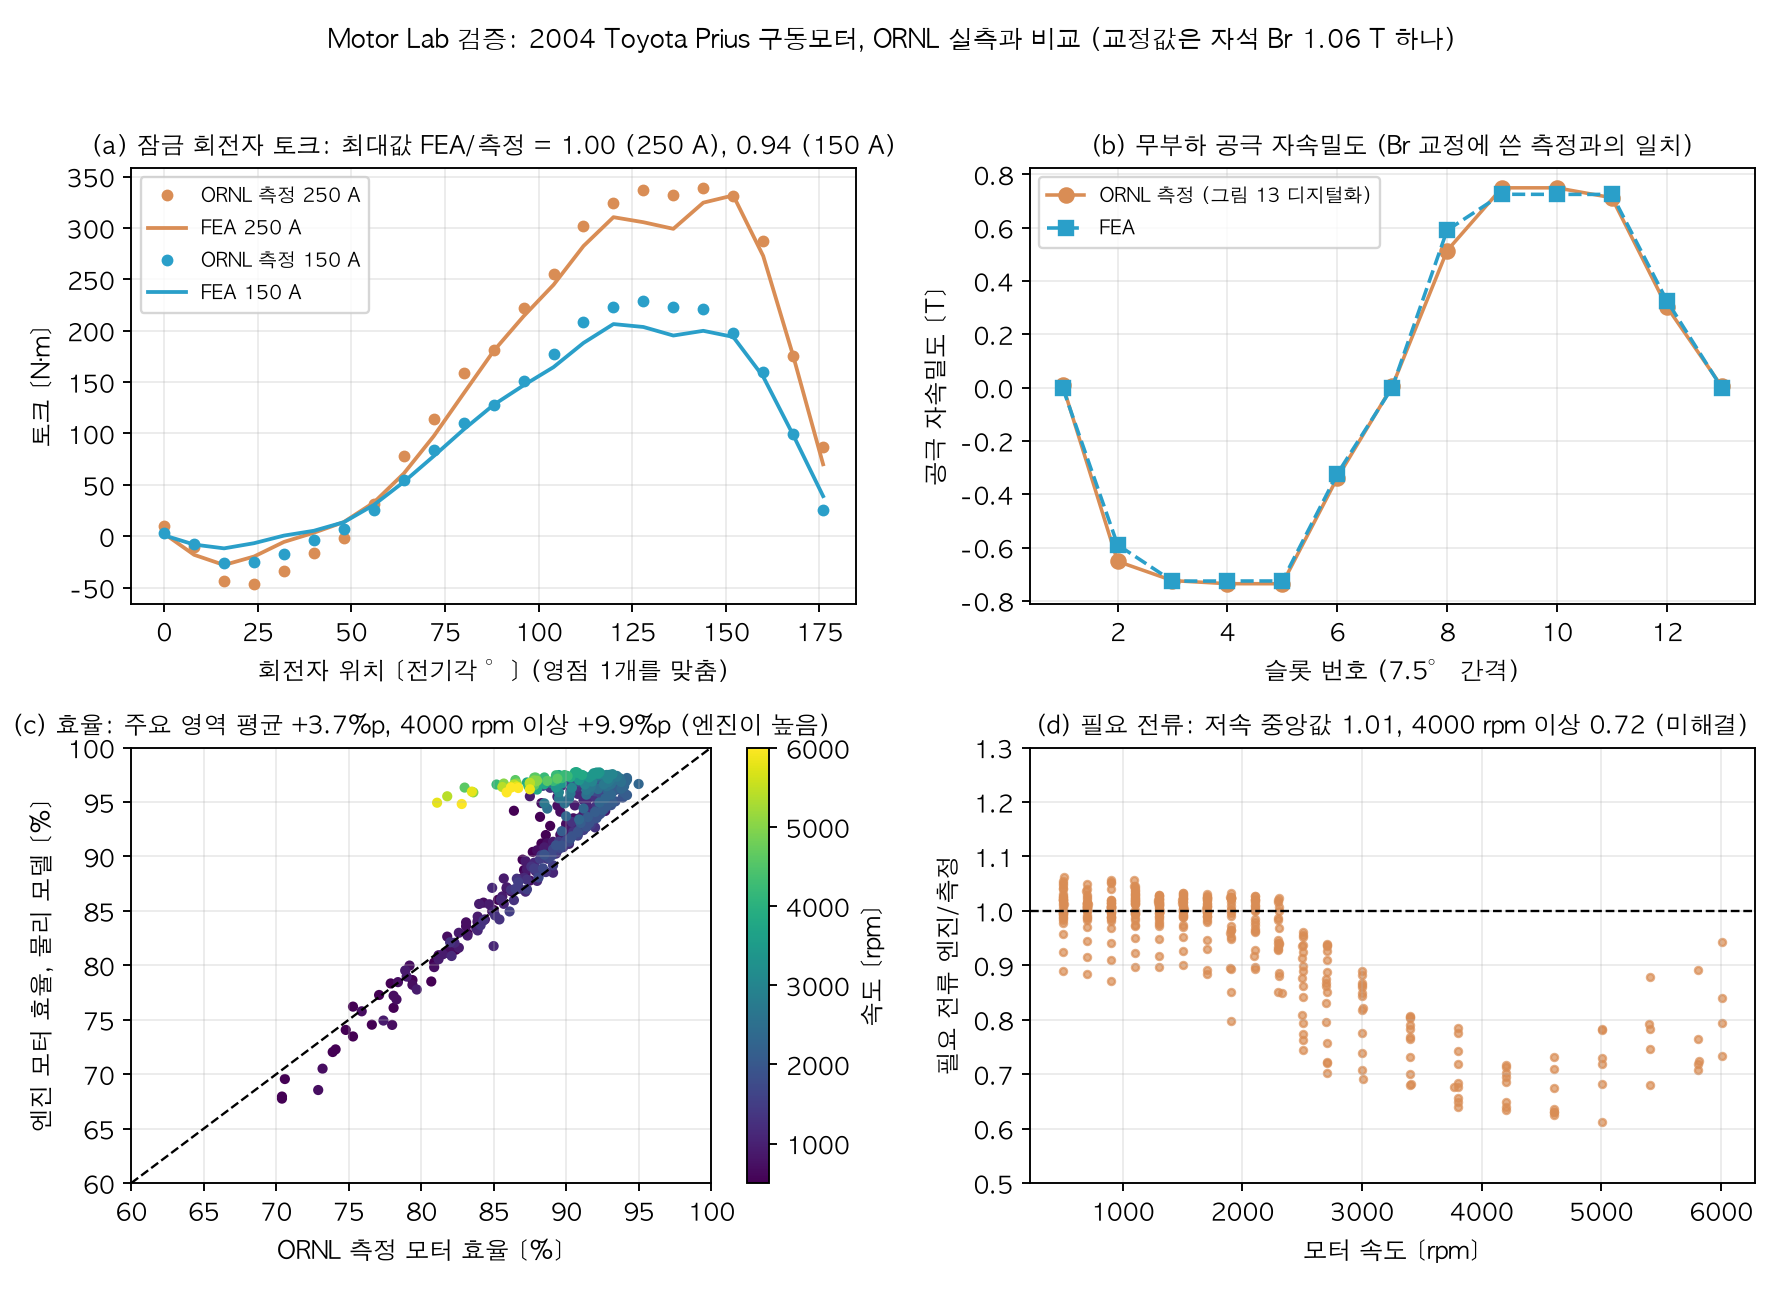 Motor Lab 검증: 2004 Toyota Prius 구동모터, ORNL 실측과 비교 (교정값은 자석 Br 1.06 T 하나)
(a) 잠금 회전자 토크: 최대값 FEA/측정 = 1.00 (250 A), 0.94 (150 A)
350
300
250
200
150
100
50
0
-50
토크 [N·m]
ORNL 측정 250 A
FEA 250 A
ORNL 측정 150 A
FEA 150 A
0 25 50 75 100 125 150 175
회전자 위치 [전기각 °] (영점 1개를 맞춤)
(b) 무부하 공극 자속밀도 (Br 교정에 쓴 측정과의 일치)
0.8
0.6
0.4
0.2
0.0
-0.2
-0.4
-0.6
-0.8
공극 자속밀도 [T]
ORNL 측정 (그림 13 디지털화)
FEA
2 4 6 8 10 12
슬롯 번호 (7.5° 간격)
(c) 효율: 주요 영역 평균 +3.7%p, 4000 rpm 이상 +9.9%p (엔진이 높음)
100
95
90
85
80
75
70
65
60
엔진 모터 효율, 물리 모델 [%]
60 65 70 75 80 85 90 95 100
ORNL 측정 모터 효율 [%]
6000
5000
4000
3000
2000
1000
속도 [rpm]
(d) 필요 전류: 저속 중앙값 1.01, 4000 rpm 이상 0.72 (미해결)
1.3
1.2
1.1
1.0
0.9
0.8
0.7
0.6
0.5
필요 전류 엔진/측정
1000 2000 3000 4000 5000 6000
모터 속도 [rpm]